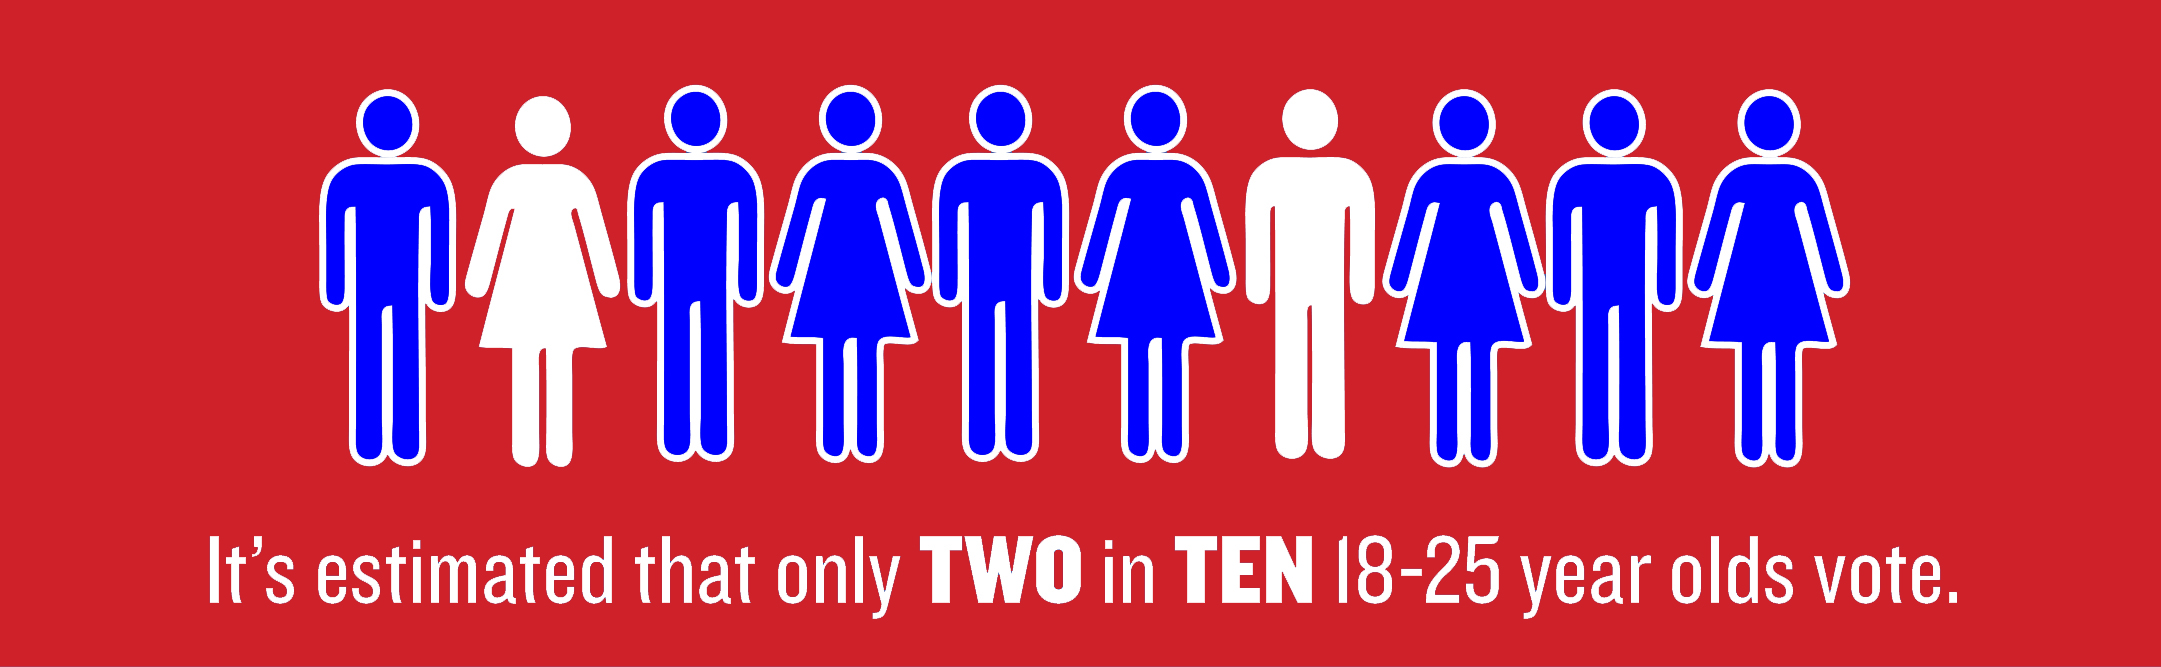 It’s estimated that only TWO in TEN 18-25 year olds vote.